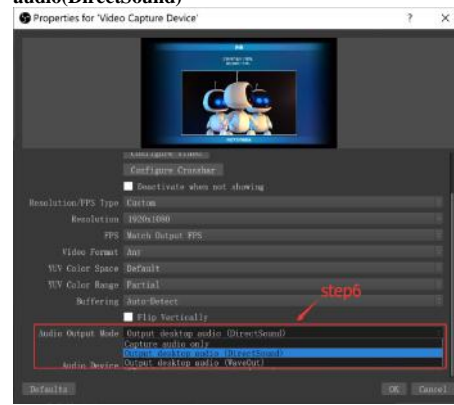 audio(DirectSound)
Properties for 'Video Capture Device'
Configure Crossbar
Deactivate when not showing
Resolution/FPS Type Custom
Resolution 1920x1080
FPS Match Output FPS
Video Format Any
YUV Color Space Default
YUV Color Range Partial
Buffering Auto-Detect
step6
Flip Vertically
Audio Output Mode Output desktop audio (DirectSound)
Capture audio only
Output desktop audio (DirectSound)
Output desktop audio (WaveOut)
Audio Device
Defaults OK Cancel